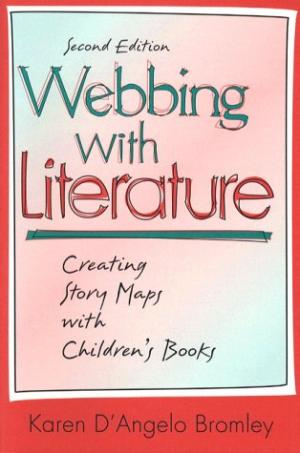 Second Edition
Webbing
With
Literature
Creating
Story Maps
with
Children's Books
Karen D'Angelo Bromley